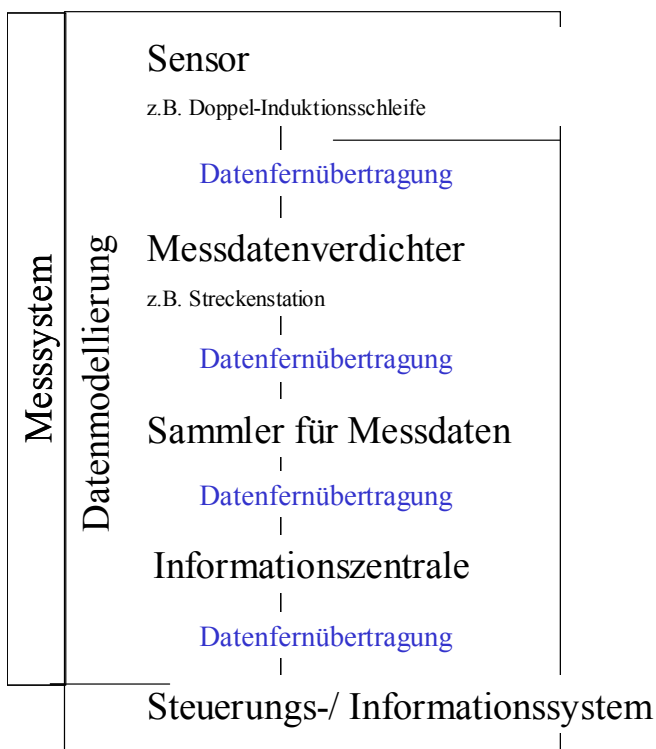 Messsystem
Datenmodellierung
Sensor
z.B. Doppel-Induktionsschleife
Datenfernübertragung
Messdatenverdichter
z.B. Streckenstation
Datenfernübertragung
Sammler für Messdaten
Datenfernübertragung
Informationszentrale
Datenfernübertragung
Steuerungs-/ Informationssystem